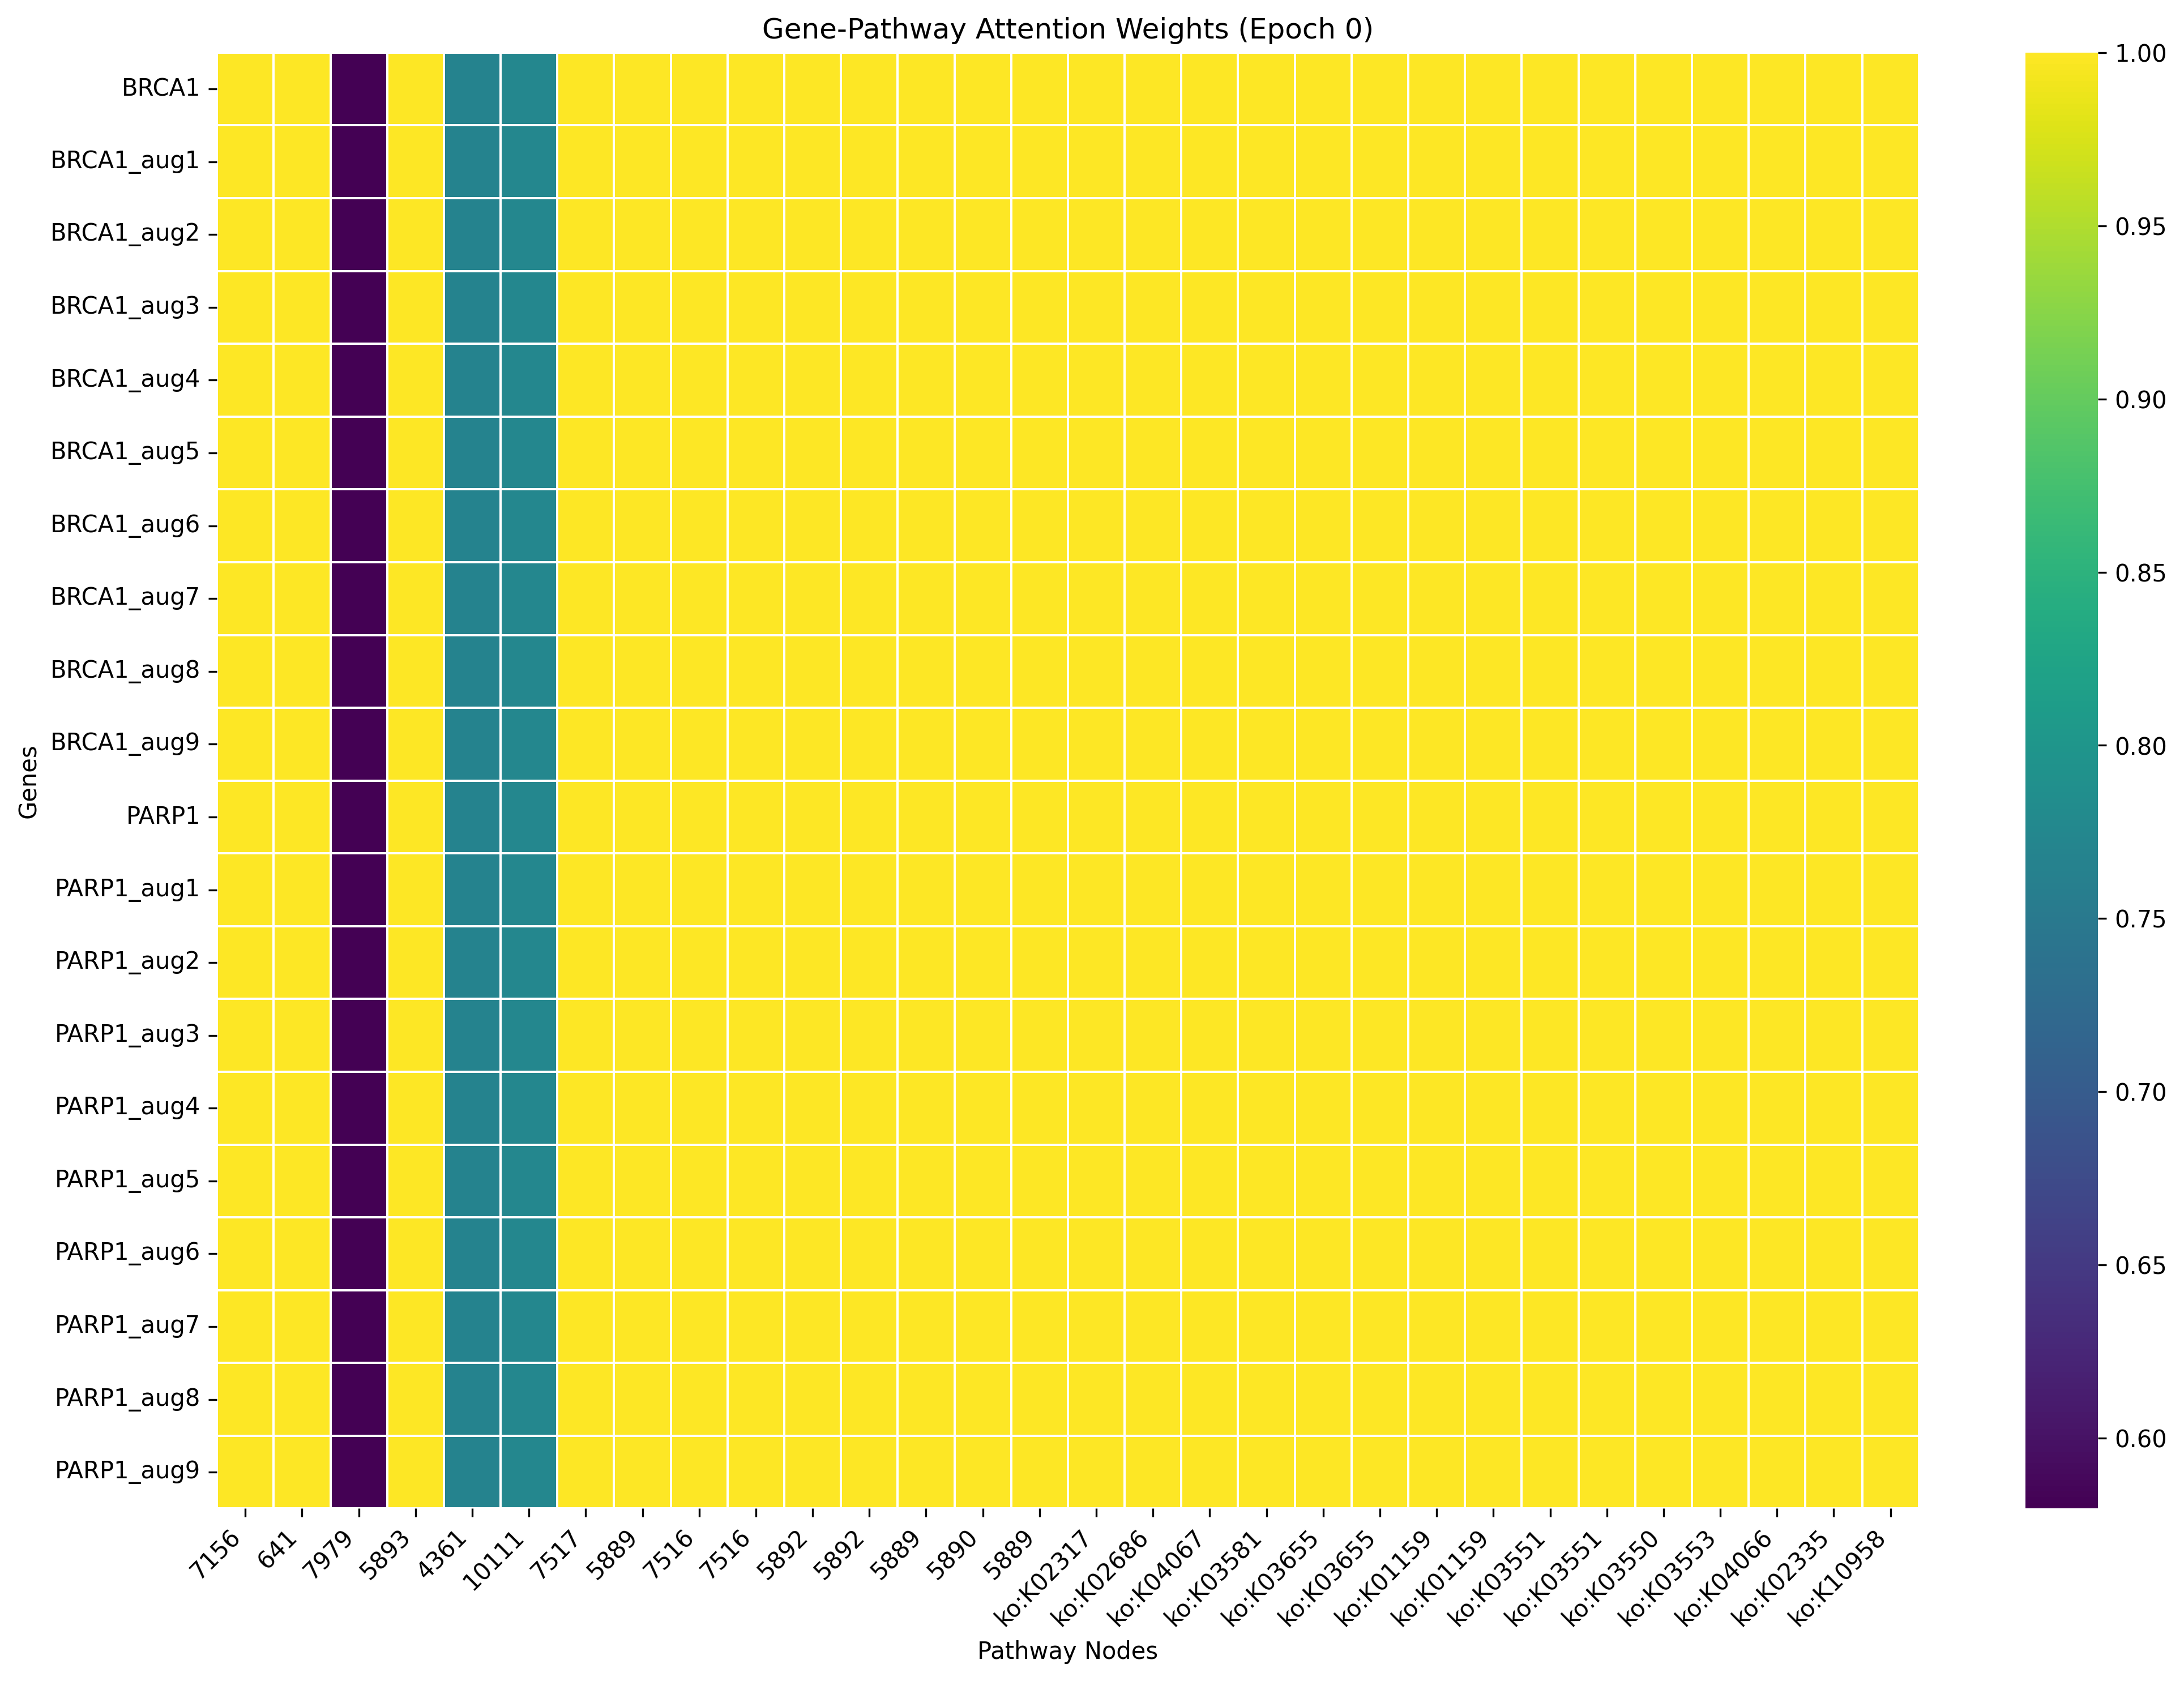 Gene-Pathway Attention Weights (Epoch 0)
Genes
BRCA1
BRCA1_aug1
BRCA1_aug2
BRCA1_aug3
BRCA1_aug4
BRCA1_aug5
BRCA1_aug6
BRCA1_aug7
BRCA1_aug8
BRCA1_aug9
PARP1
PARP1_aug1
PARP1_aug2
PARP1_aug3
PARP1_aug4
PARP1_aug5
PARP1_aug6
PARP1_aug7
PARP1_aug8
PARP1_aug9
7156
641
7979
5893
4361
10111
7517
5889
7516
7516
5892
5892
5889
5890
5889
ko:K02317
ko:K02686
ko:K04067
ko:K03581
ko:K03655
ko:K03655
ko:K01159
ko:K01159
ko:K03551
ko:K03551
ko:K03550
ko:K03553
ko:K04066
ko:K02335
ko:K10958
Pathway Nodes
1.00
0.95
0.90
0.85
0.80
0.75
0.70
0.65
0.60